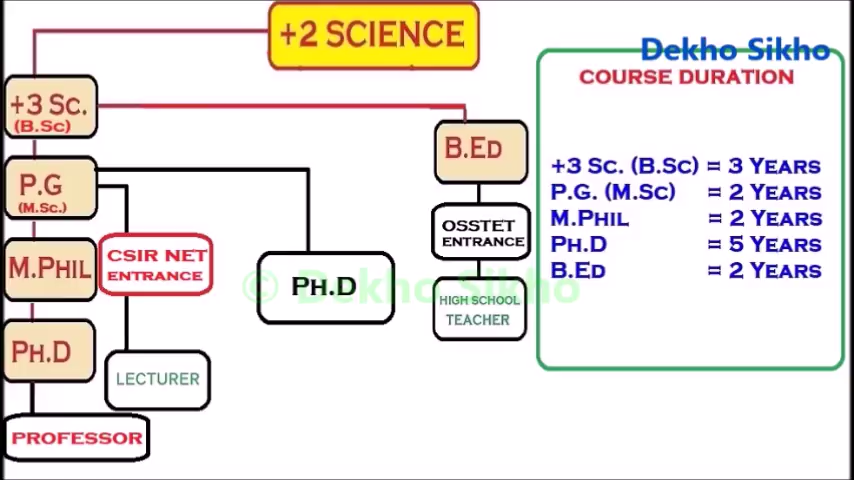 +2 SCIENCE
Dekho Sikho
COURSE DURATION
+3 Sc.
(B.Sc)
B.ED
P.G
(M.Sc.)
OSSTET
ENTRANCE
CSIR NET
ENTRANCE
M.PHIL
PH.D
© Dekho Sikho
HIGH SCHOOL
TEACHER
PH.D
LECTURER
PROFESSOR
+3 Sc. (B.Sc) = 3 YEARS
P.G. (M.Sc) = 2 YEARS
M.PHIL = 2 YEARS
PH.D = 5 YEARS
B.ED = 2 YEARS